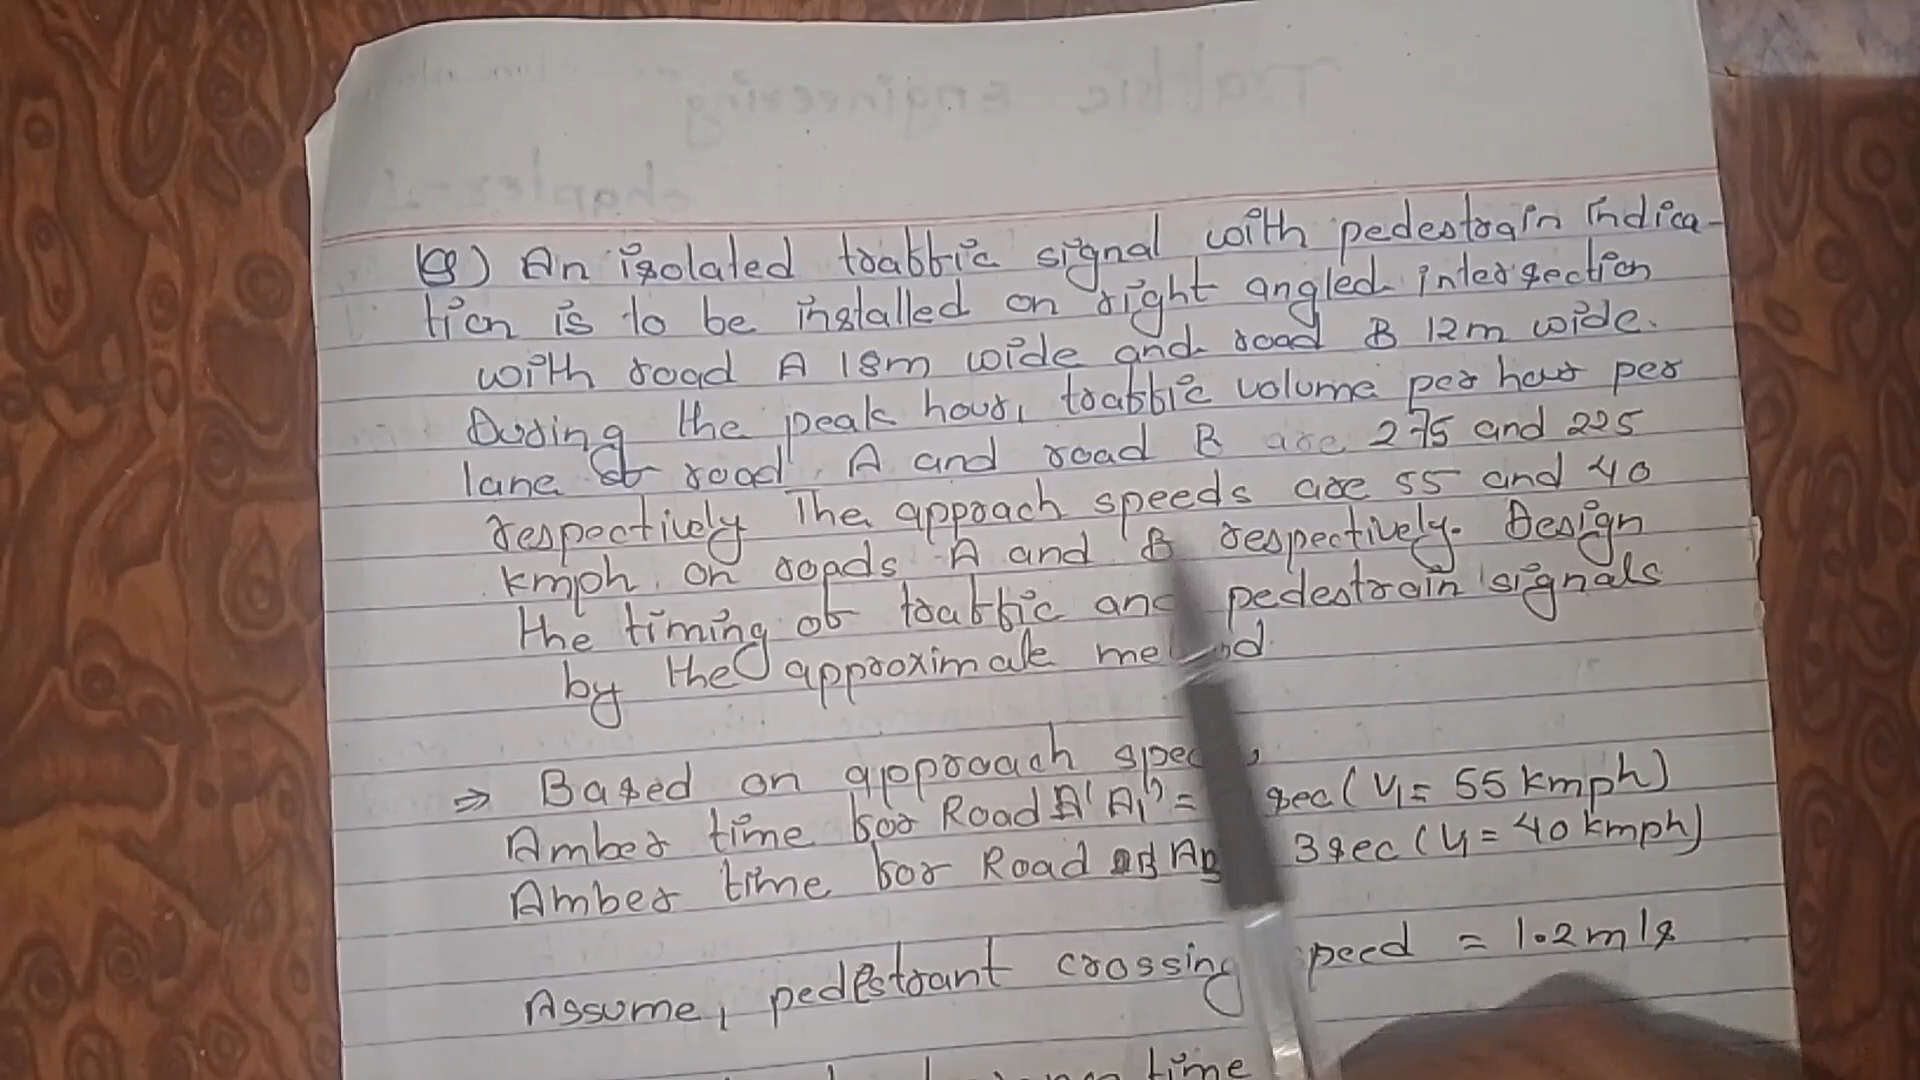 Q) An isolated traffic signal with pedestrain indica-
tion is to be installed on right angled intersection
with road A 18m wide and road B 12m wide.
During the peak hour, traffic volume per hour per
lane of road A and road B are 275 and 225
respectively The approach speeds are 55 and 40
kmph on roads A and B respectively. Design
the timing of traffic and pedestrain signals
by the approximate
⇒ Based on approach
Amber time for Road A' A₁' = sec (V₁ = 55 kmph)
Amber time for Road B 3 sec (V₁ = 40 kmph)
Assume, pedestrant crossing speed = 1.2m/s
time